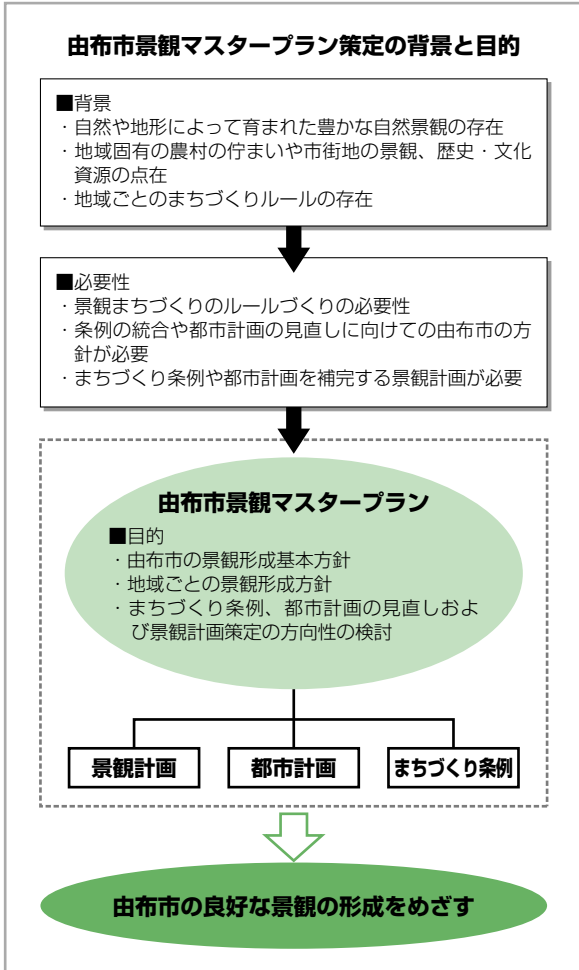 由布市景観マスタープラン策定の背景と目的
■背景
・自然や地形によって育まれた豊かな自然景観の存在
・地域固有の農村の佇まいや市街地の景観、歴史・文化
資源の点在
・地域ごとのまちづくりルールの存在
■必要性
・景観まちづくりのルールづくりの必要性
・条例の統合や都市計画の見直しに向けての由布市の方
針が必要
・まちづくり条例や都市計画を補完する景観計画が必要
由布市景観マスタープラン
■目的
・由布市の景観形成基本方針
・地域ごとの景観形成方針
・まちづくり条例、都市計画の見直しおよ
び景観計画策定の方向性の検討
景観計画
都市計画
まちづくり条例
由布市の良好な景観の形成をめざす